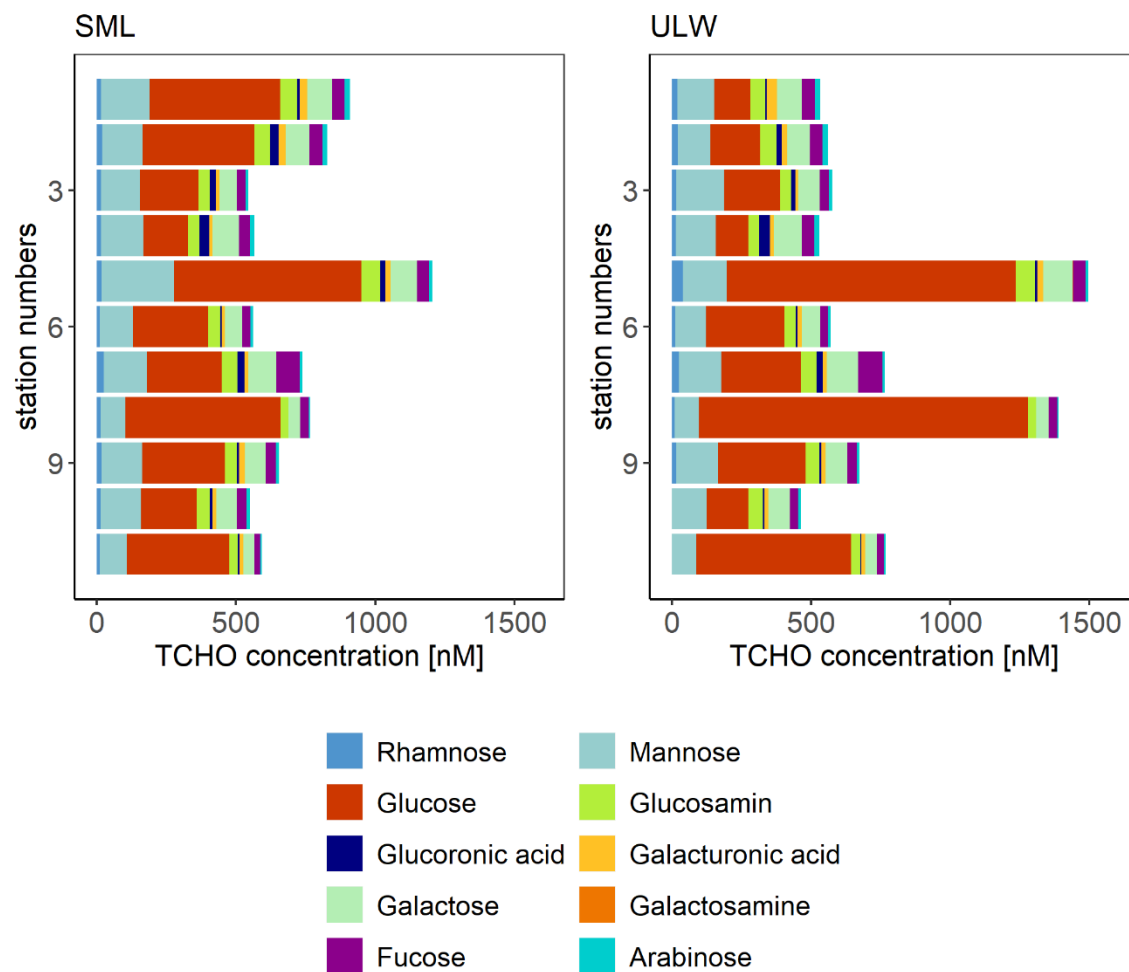 SML
ULW
station numbers
3
6
9
0 500 1000 1500
TCHO concentration [nM]
station numbers
3
6
9
0 500 1000 1500
TCHO concentration [nM]
Rhamnose Mannose
Glucose Glucosamin
Glucoronic acid Galacturonic acid
Galactose Galactosamine
Fucose Arabinose